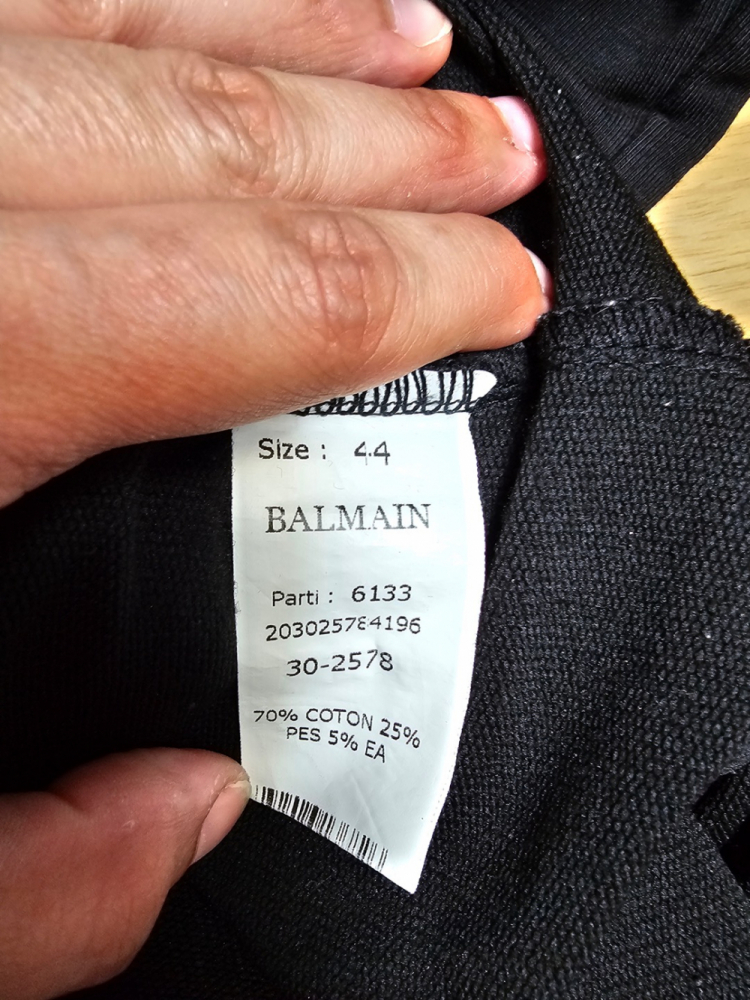 Size : 44
BALMAIN
Parti : 6133
203025784196
30-2578
70% COTON 25%
PES 5% EA